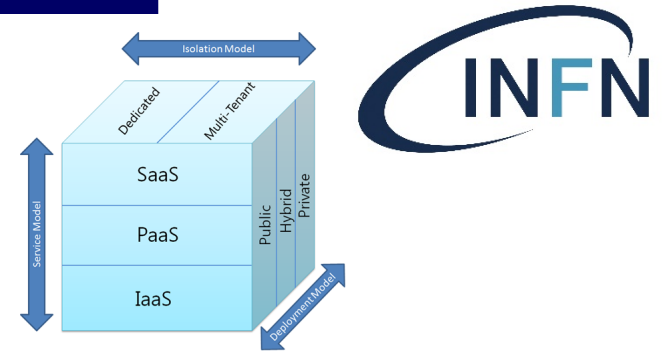 Isolation Model
INFN
Dedicated
Multi-Tenant
Service Model
SaaS
PaaS
IaaS
Public
Hybrid
Private
Deployment Model